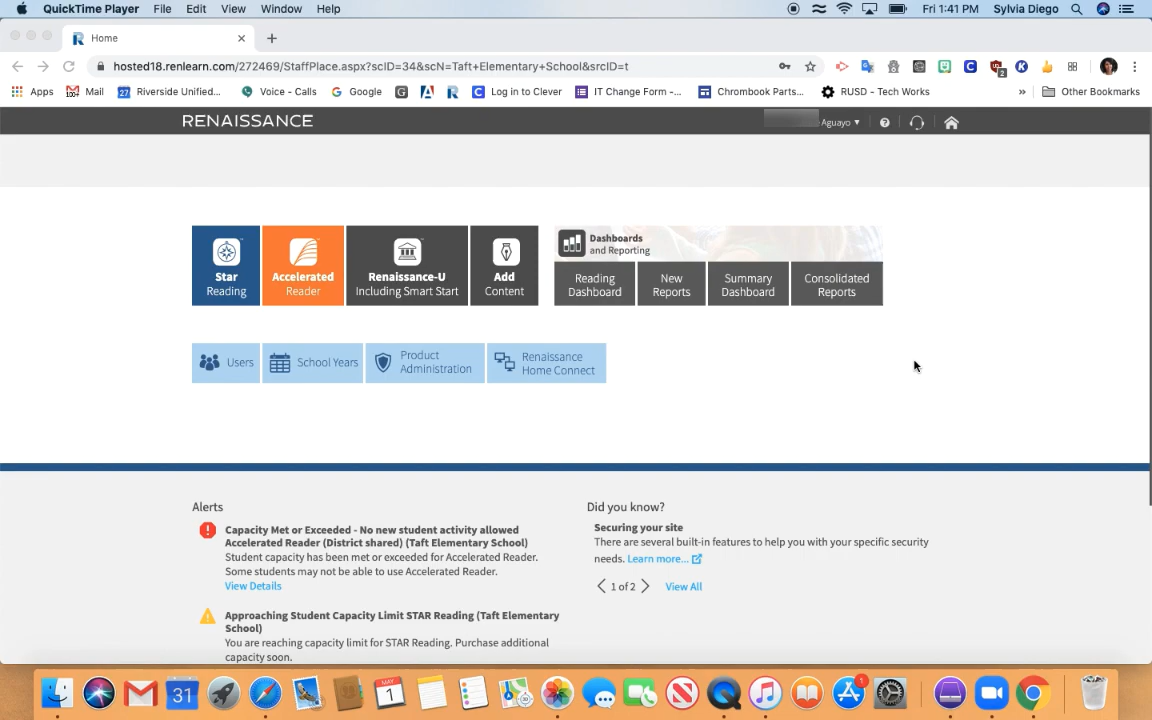 QuickTime Player File Edit View Window Help Fri 1:41 PM Sylvia Diego
Home
hosted18.renlearn.com/272469/StaffPlace.aspx?scID=34&scN=Taft+Elementary+School&srcID=t
2
Apps Mail Riverside Unified... Voice - Calls Google Log in to Clever IT Change Form -... Chrombook Parts... RUSD - Tech Works » Other Bookmarks
RENAISSANCE
Aguayo
Star
Reading
Accelerated
Reader
Renaissance-U
Including Smart Start
Add
Content
Dashboards
and Reporting
Reading
Dashboard
New
Reports
Summary
Dashboard
Consolidated
Reports
Users
School Years
Product
Administration
Renaissance
Home Connect
Alerts
Capacity Met or Exceeded - No new student activity allowed
Accelerated Reader (District shared) (Taft Elementary School)
Student capacity has been met or exceeded for Accelerated Reader.
Some students may not be able to use Accelerated Reader.
View Details
Approaching Student Capacity Limit STAR Reading (Taft Elementary
School)
You are reaching capacity limit for STAR Reading. Purchase additional
capacity soon.
Did you know?
Securing your site
There are several built-in features to help you with your specific security
needs. Learn more...
1 of 2 View All
31
1
1